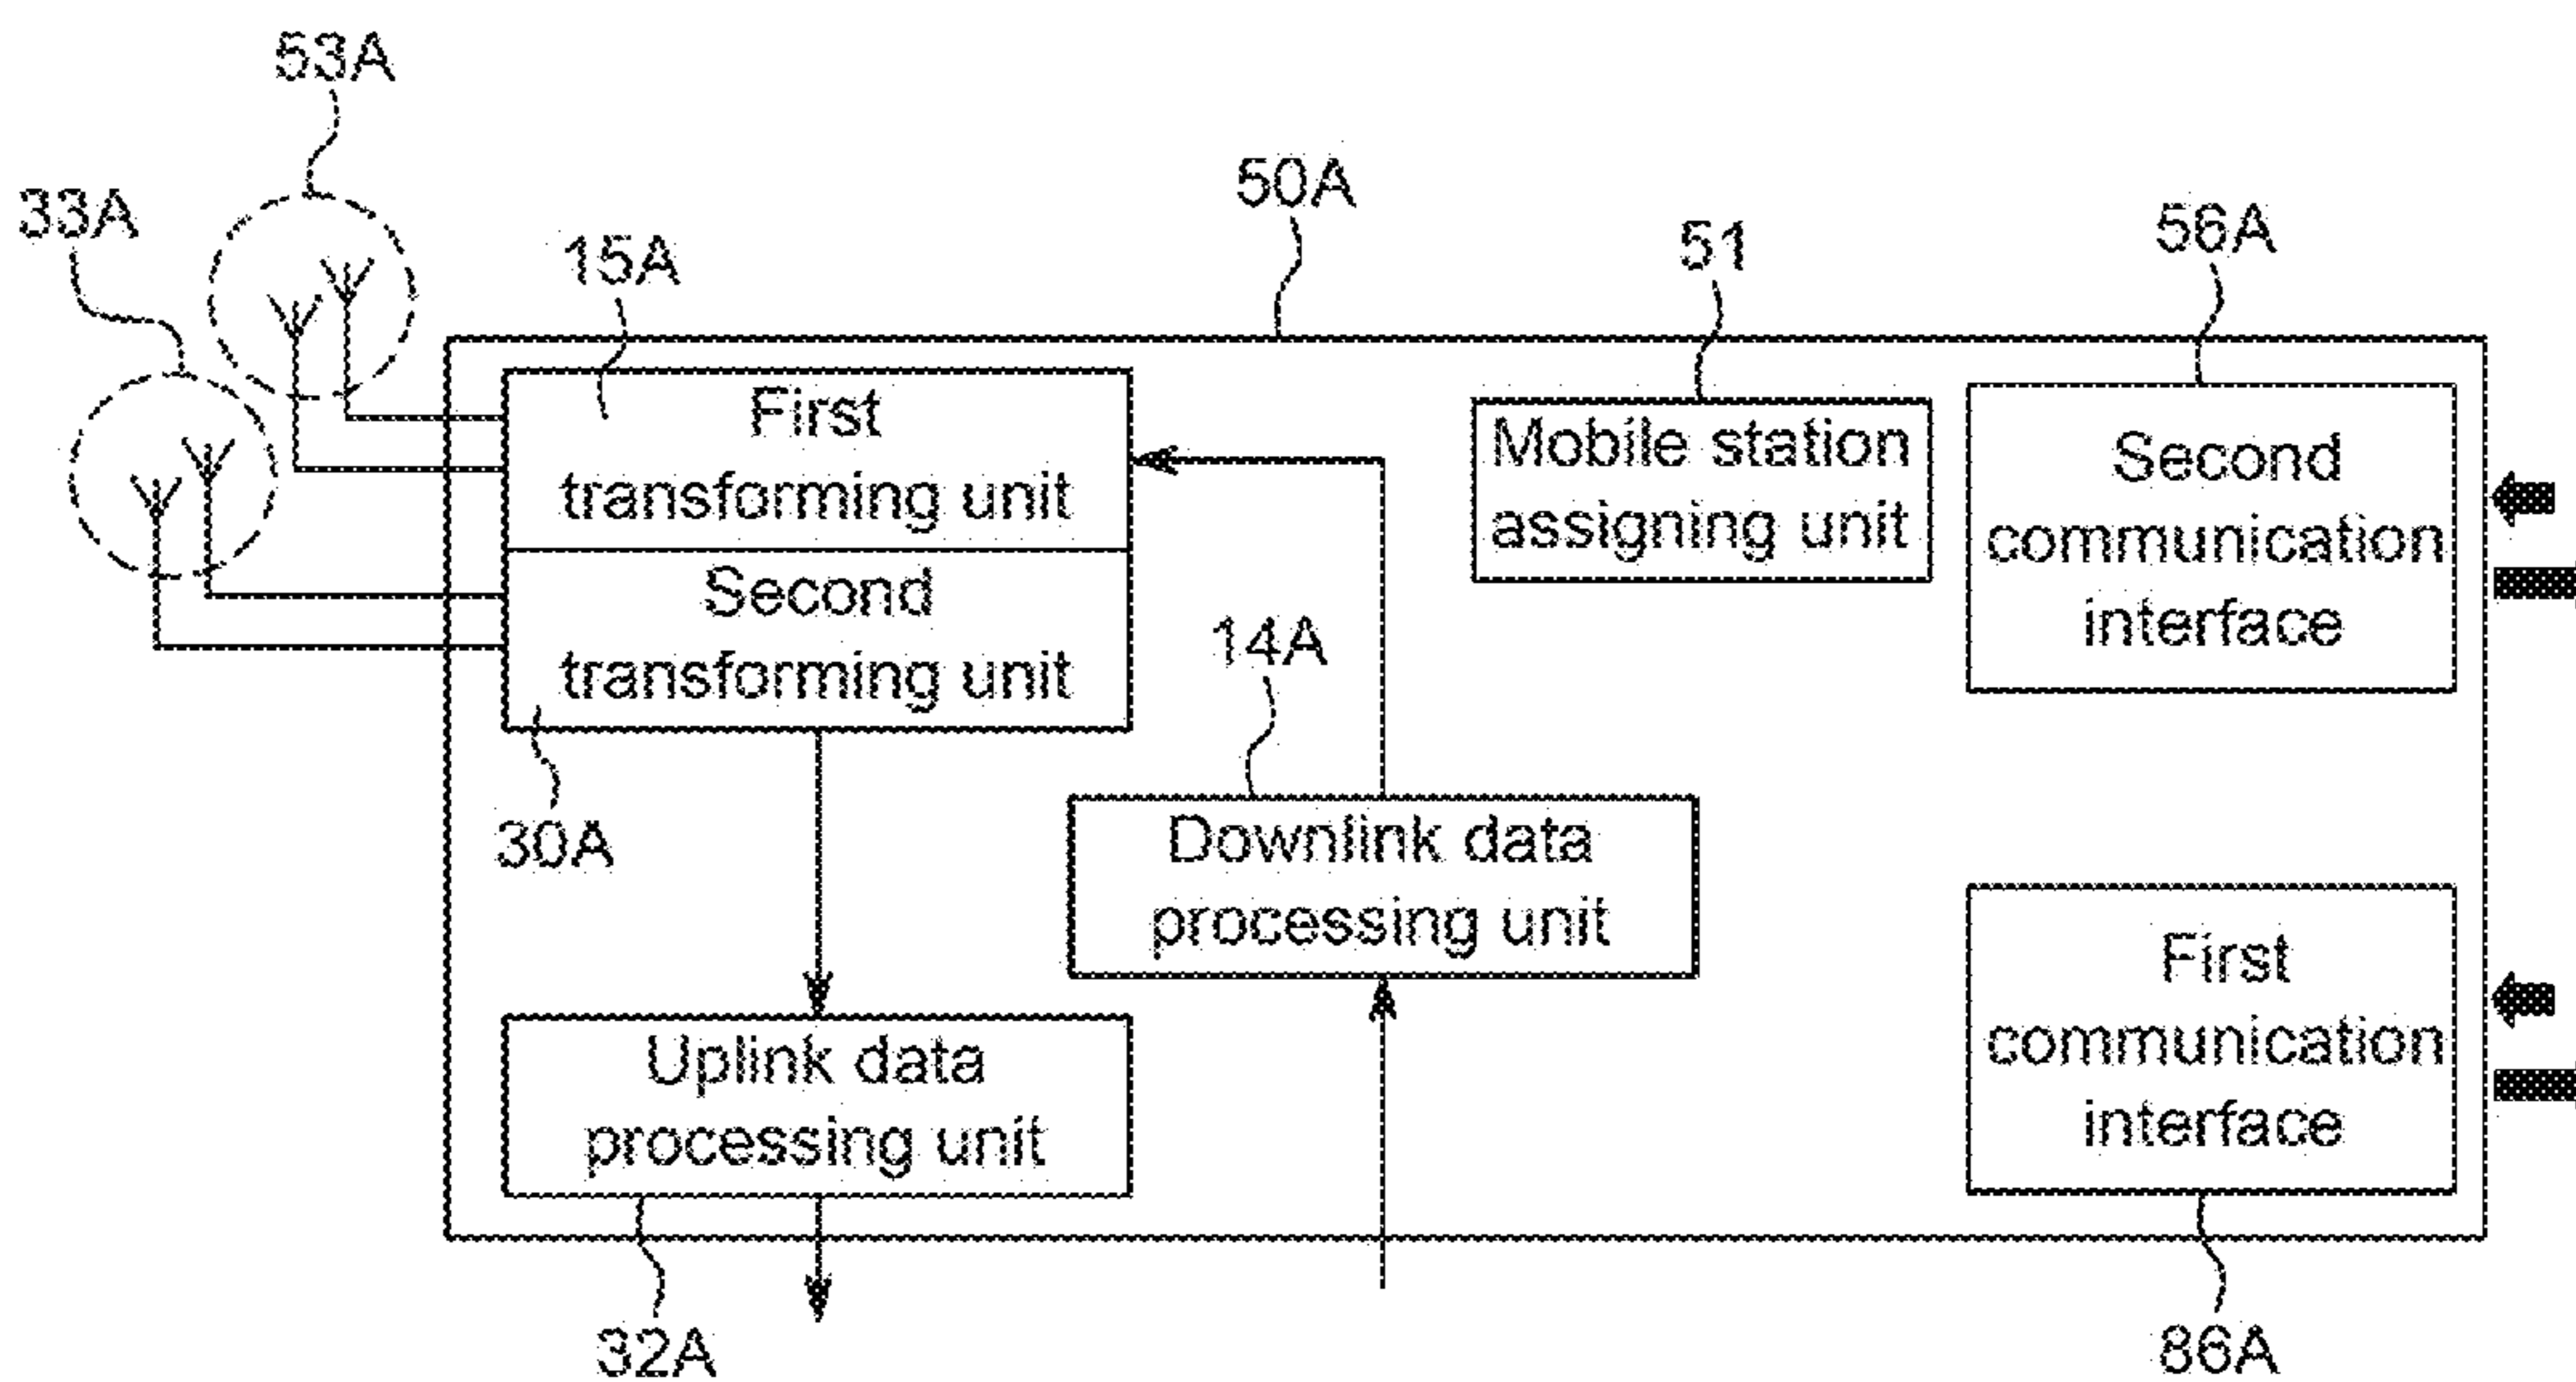 53A
33A
50A
15A
51
56A
First
transforming unit
Mobile station
assigning unit
Second
communication
interface
Second
transforming unit
14A
30A
Downlink data
processing unit
First
communication
interface
Uplink data
processing unit
32A
86A